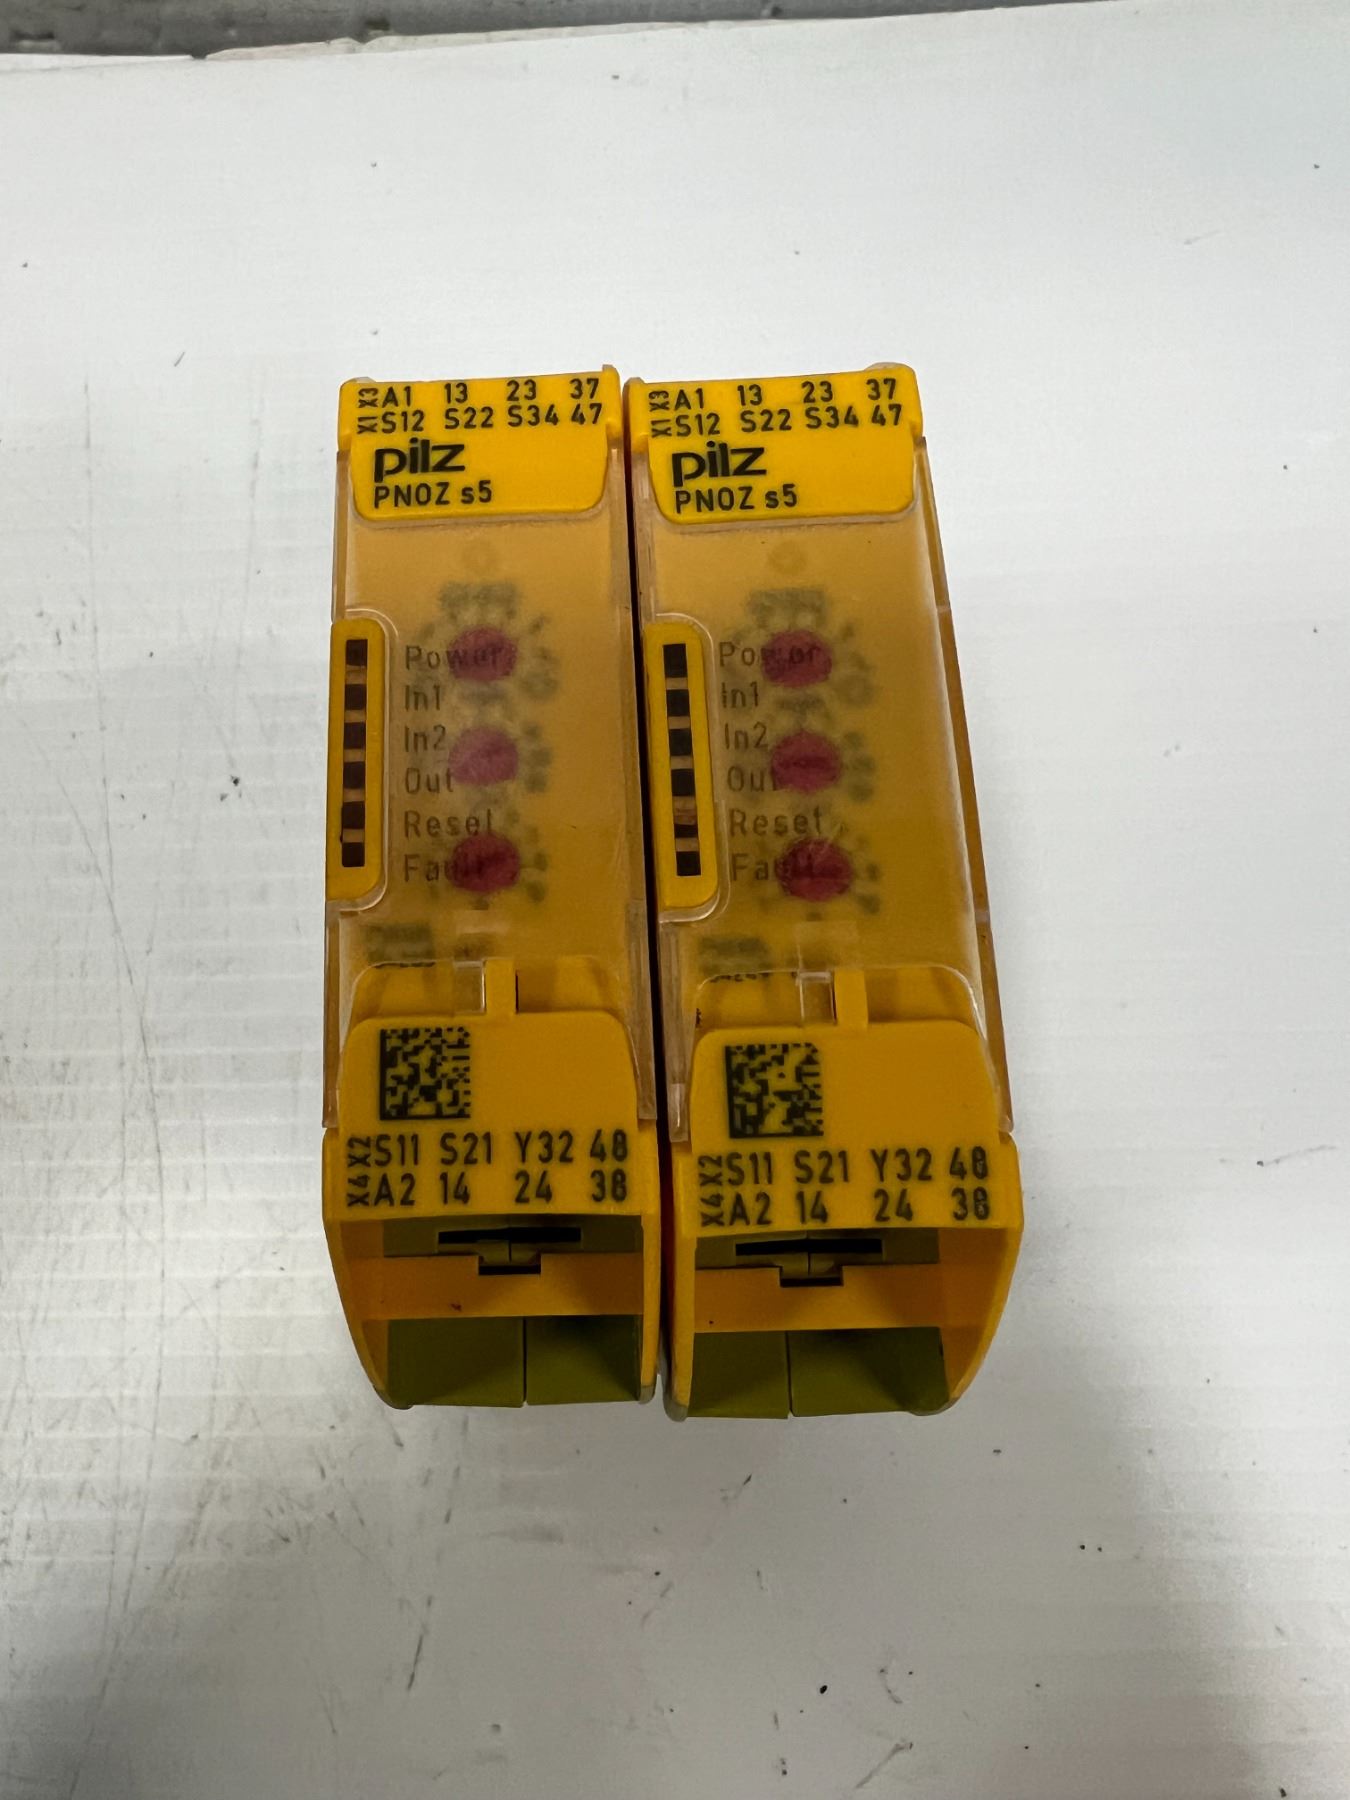 X3 A1 13 23 37
X1 S12 S22 S34 47
pilz
PNOZ s5
Power
In1
In2
Out
Reset
Fault
X2 S11 S21 Y32 48
X4 A2 14 24 38
X3 A1 13 23 37
X1 S12 S22 S34 47
pilz
PNOZ s5
Power
In1
In2
Out
Reset
Fault
X2 S11 S21 Y32 48
X4 A2 14 24 38